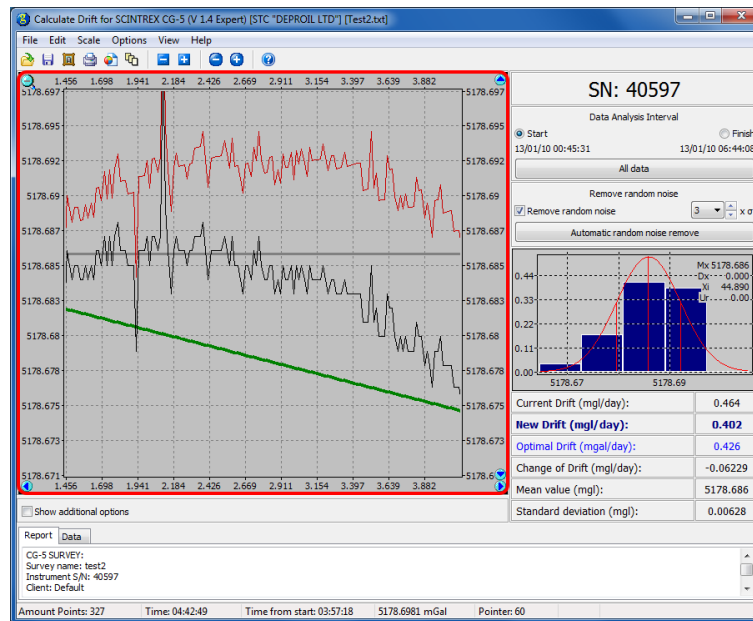 Calculate Drift for SCINTREX CG-5 (V 1.4 Expert) [STC "DEPROIL LTD"] [Test2.txt]
File Edit Scale Options View Help
1.456 1.698 1.941 2.184 2.426 2.669 2.911 3.154 3.397 3.639 3.882
5178.697 5178.697
5178.695 5178.695
5178.692 5178.692
5178.69 5178.69
5178.687 5178.687
5178.685 5178.685
5178.683 5178.683
5178.68 5178.68
5178.678 5178.678
5178.675 5178.675
5178.673 5178.673
5178.671 5178.67
1.456 1.698 1.941 2.184 2.426 2.669 2.911 3.154 3.397 3.639 3.882
Show additional options
SN: 40597
Data Analysis Interval
Start Finish
13/01/10 00:45:31 13/01/10 06:44:08
All data
Remove random noise
Remove random noise 3 x σ
Automatic random noise remove
Mx 5178.686
Dx 0.000
Xi 44.890
Ur 0.00
0.44
0.33
0.22
0.11
0.00
5178.67 5178.69
Current Drift (mgl/day): 0.464
New Drift (mgl/day): 0.402
Optimal Drift (mgal/day): 0.426
Change of Drift (mgl/day): -0.06229
Mean value (mgl): 5178.686
Standard deviation (mgl): 0.00628
Report Data
CG-5 SURVEY:
Survey name: test2
Instrument S/N: 40597
Client: Default
Amount Points: 327 Time: 04:42:49 Time from start: 03:57:18 5178.6981 mGal Pointer: 60